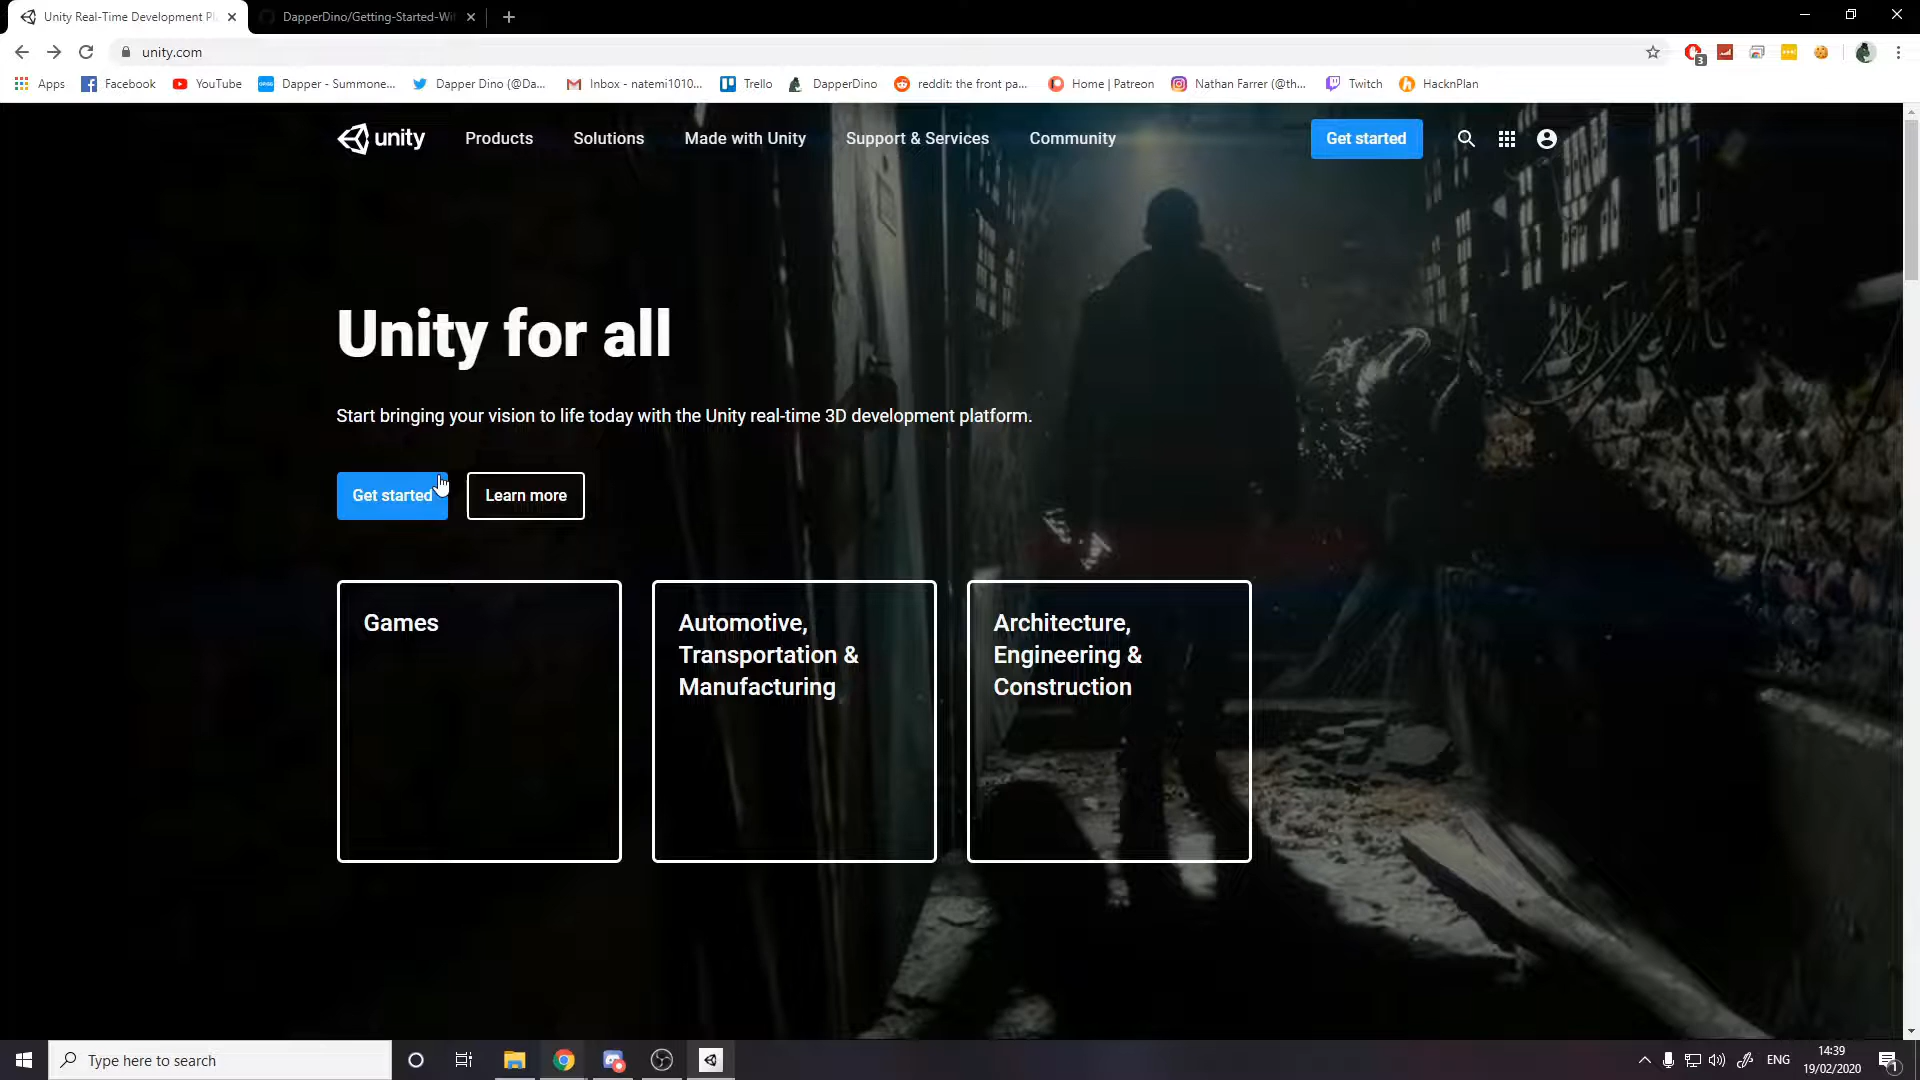 Unity Real-Time Development Pl
DapperDino/Getting-Started-Wi
unity.com
3
Apps
Facebook
YouTube
Dapper - Summone...
Dapper Dino (@Da...
Inbox - natemi1010...
Trello
DapperDino
reddit: the front pa...
Home | Patreon
Nathan Farrer (@th...
Twitch
HacknPlan
unity
Products
Solutions
Made with Unity
Support & Services
Community
Get started
Unity for all
Start bringing your vision to life today with the Unity real-time 3D development platform.
Get started
Learn more
Games
Automotive,
Transportation &
Manufacturing
Architecture,
Engineering &
Construction
Type here to search
ENG
14:39
19/02/2020
1